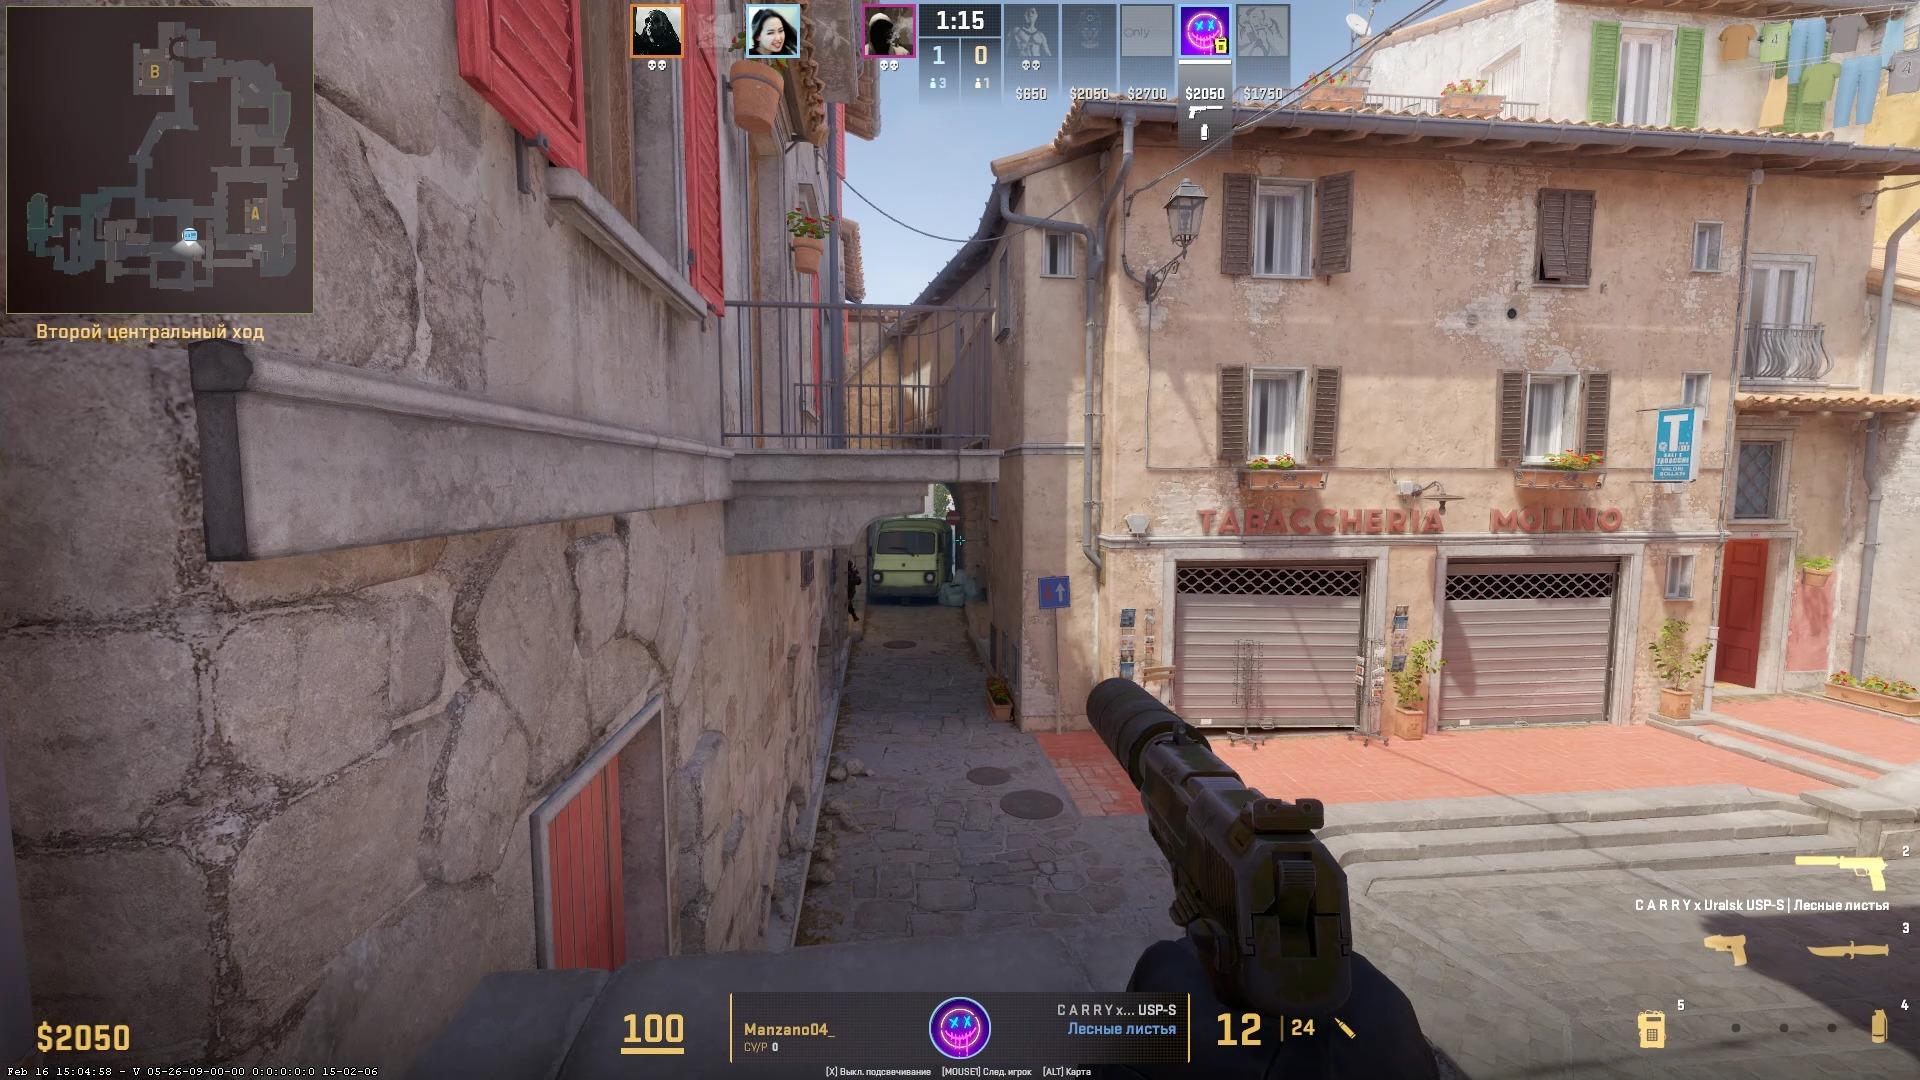 1:15
1 0
3 1
Only
$650 $2050 $2700 $2050 $1750
B
A
Второй центральный ход
4
4
T
SALI E
TABACCHI
VALORI
BOLLATI
TABACCHERIA MOLINO
2
C A R R Y x Uralsk USP-S | Лесные листья
3
5
4
$2050
100
Manzano04_
СУ/Р 0
C A R R Y x... USP-S
Лесные листья
12 | 24
Feb 16 15:04:58 - V 05-26-09-00-00 0:0:0:0:0 15-02-06
[X] Выкл. подсвечивание [MOUSE1] След. игрок [ALT] Карта